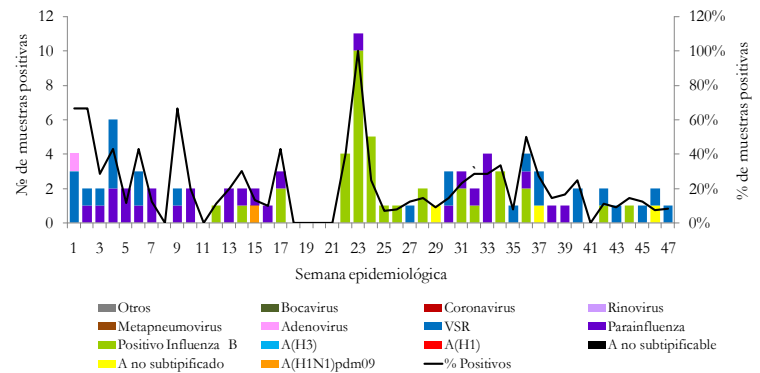 12 120%
10 100%
8 80%
6 60%
4 40%
2 20%
0 0%
Nº de muestras positivas
% de muestras positivas
1 3 5 7 9 11 13 15 17 19 21 23 25 27 29 31 33 35 37 39 41 43 45 47
Semana epidemiológica
Otros Bocavirus Coronavirus Rinovirus
Metapneumovirus Adenovirus VSR Parainfluenza
Positivo Influenza B A(H3) A(H1) A no subtipificable
A no subtipificado A(H1N1)pdm09 % Positivos